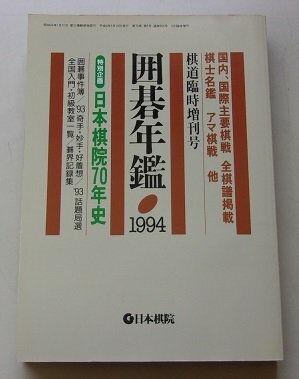 国内、国際主要棋戦 全棋譜掲載
棋士名鑑 アマ棋戦 他
棋道臨時増刊号
囲碁年鑑
1994
特別企画 日本棋院70年史
囲碁事件簿/'93奇手・妙手・好着想/'93話題局選
全国入門・初級教室一覧/碁界記録集
日本棋院